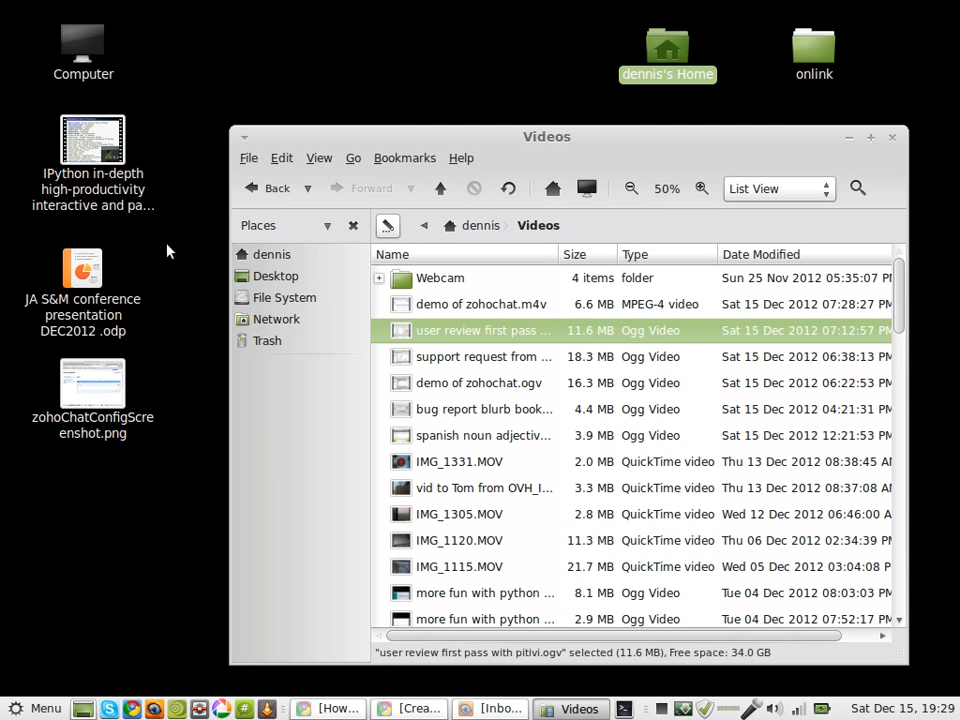 Computer
dennis's Home
onlink
IPython in-depth
high-productivity
interactive and pa...
JA S&M conference
presentation
DEC2012 .odp
zohoChatConfigScre
enshot.png
Videos
File Edit View Go Bookmarks Help
Back Forward 50% List View
Places dennis Videos
dennis
Desktop
File System
Network
Trash
Name Size Type Date Modified
Webcam 4 items folder Sun 25 Nov 2012 05:35:07 PM
demo of zohochat.m4v 6.6 MB MPEG-4 video Sat 15 Dec 2012 07:28:27 PM
user review first pass ... 11.6 MB Ogg Video Sat 15 Dec 2012 07:12:57 PM
support request from ... 18.3 MB Ogg Video Sat 15 Dec 2012 06:38:13 PM
demo of zohochat.ogv 16.3 MB Ogg Video Sat 15 Dec 2012 06:22:53 PM
bug report blurb book... 4.4 MB Ogg Video Sat 15 Dec 2012 04:21:31 PM
spanish noun adjectiv... 3.9 MB Ogg Video Sat 15 Dec 2012 12:21:53 PM
IMG_1331.MOV 2.0 MB QuickTime video Thu 13 Dec 2012 08:38:45 AM
vid to Tom from OVH_I... 3.3 MB QuickTime video Thu 13 Dec 2012 08:37:08 AM
IMG_1305.MOV 2.8 MB QuickTime video Wed 12 Dec 2012 06:46:00 A
IMG_1120.MOV 11.3 MB QuickTime video Thu 06 Dec 2012 02:34:39 PM
IMG_1115.MOV 21.7 MB QuickTime video Wed 05 Dec 2012 03:04:08 P
more fun with python ... 8.1 MB Ogg Video Tue 04 Dec 2012 08:03:03 PM
more fun with python ... 2.9 MB Ogg Video Tue 04 Dec 2012 07:52:17 PM
"user review first pass with pitivi.ogv" selected (11.6 MB), Free space: 34.0 GB
Menu [How... [Crea... [Inbo... Videos Sat Dec 15, 19:29